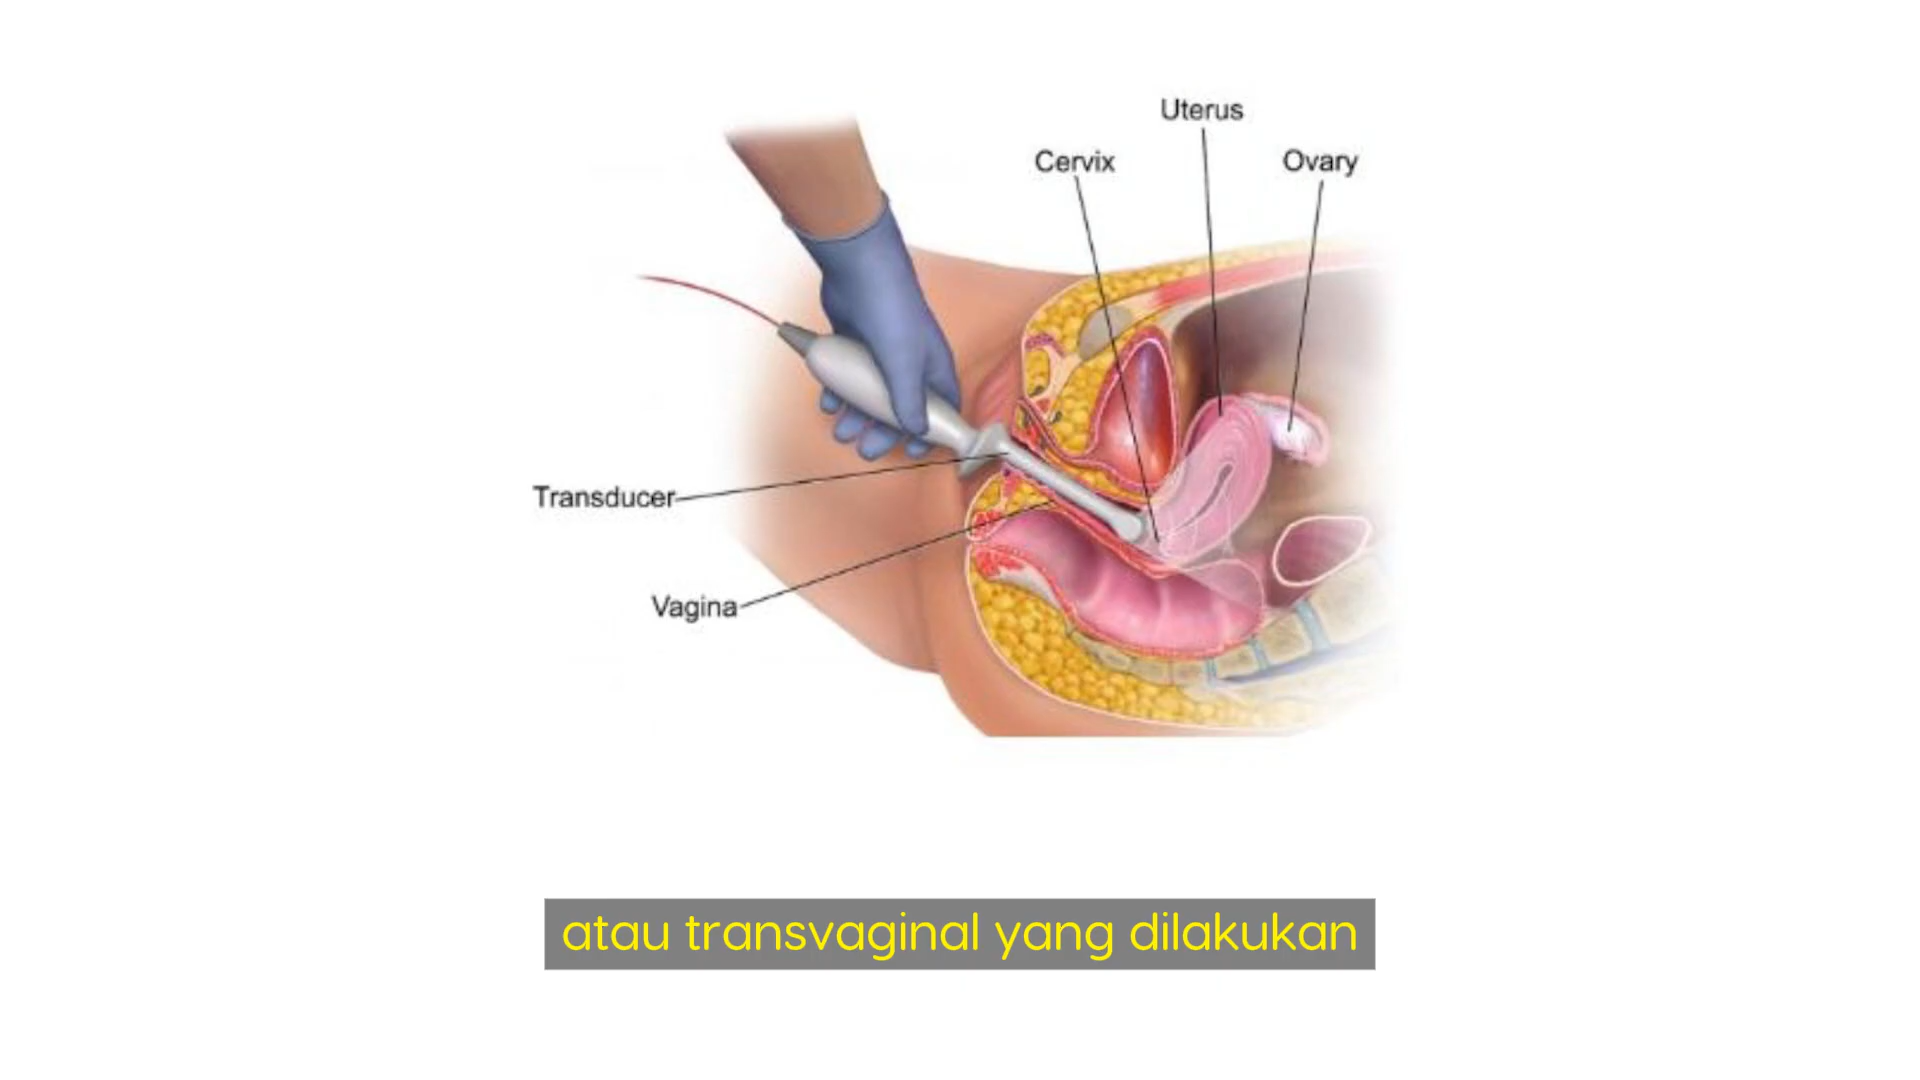 Uterus
Cervix
Ovary
Transducer
Vagina
atau transvaginal yang dilakukan